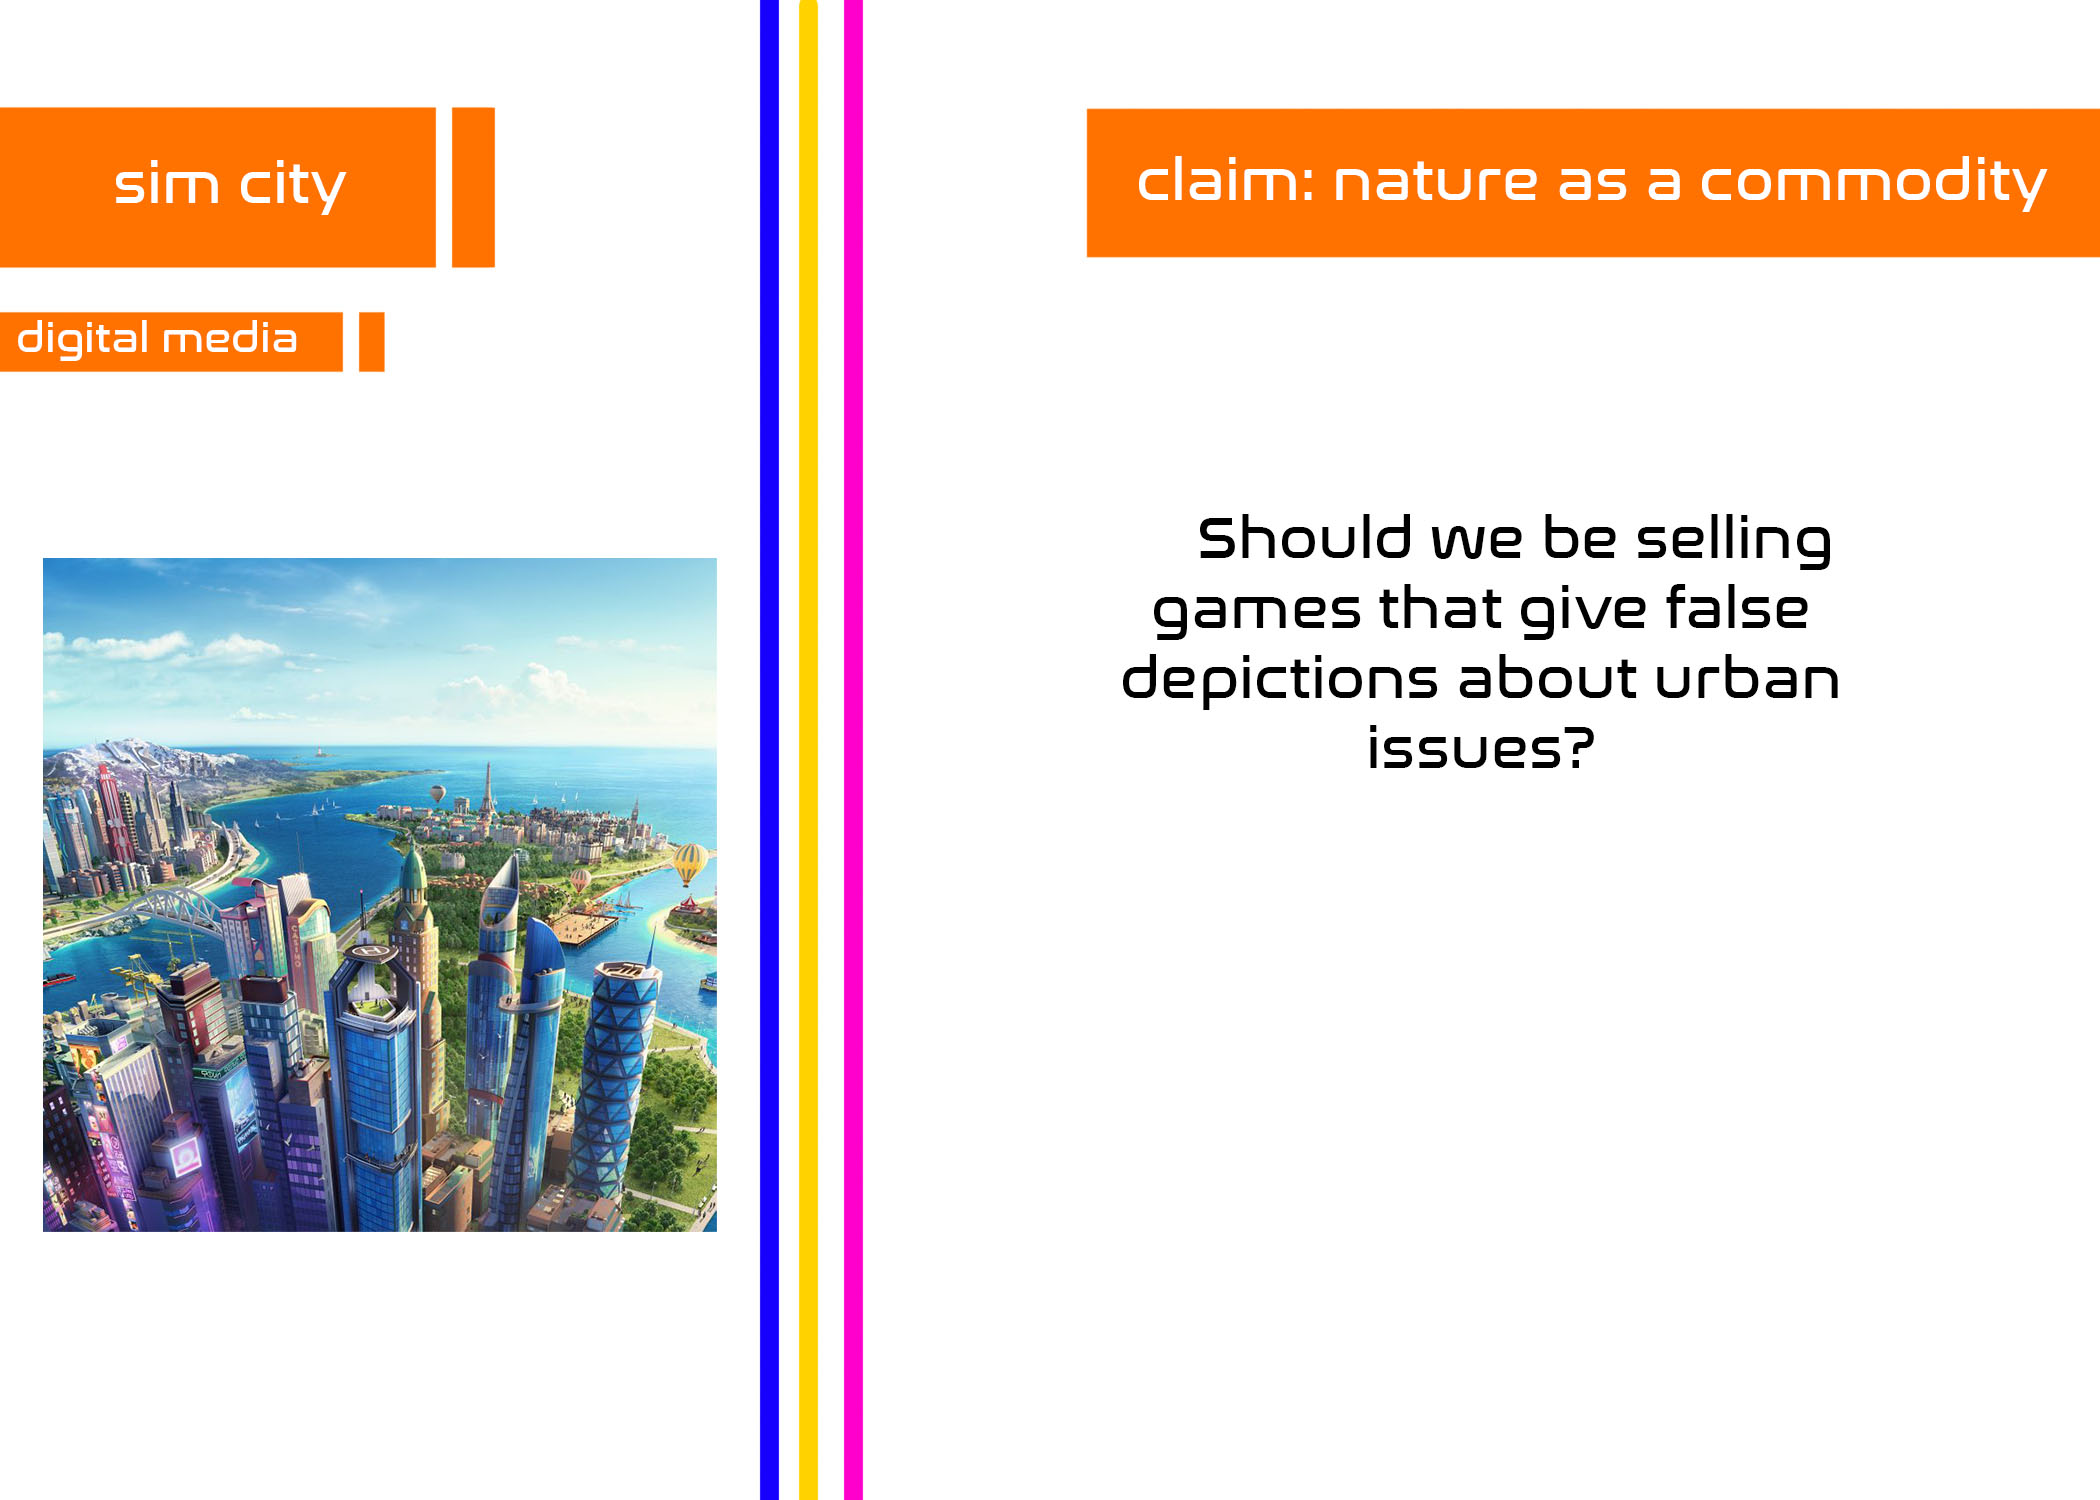 sim city
digital media
claim: nature as a commodity
Should we be selling
games that give false
depictions about urban
issues?
CASINO